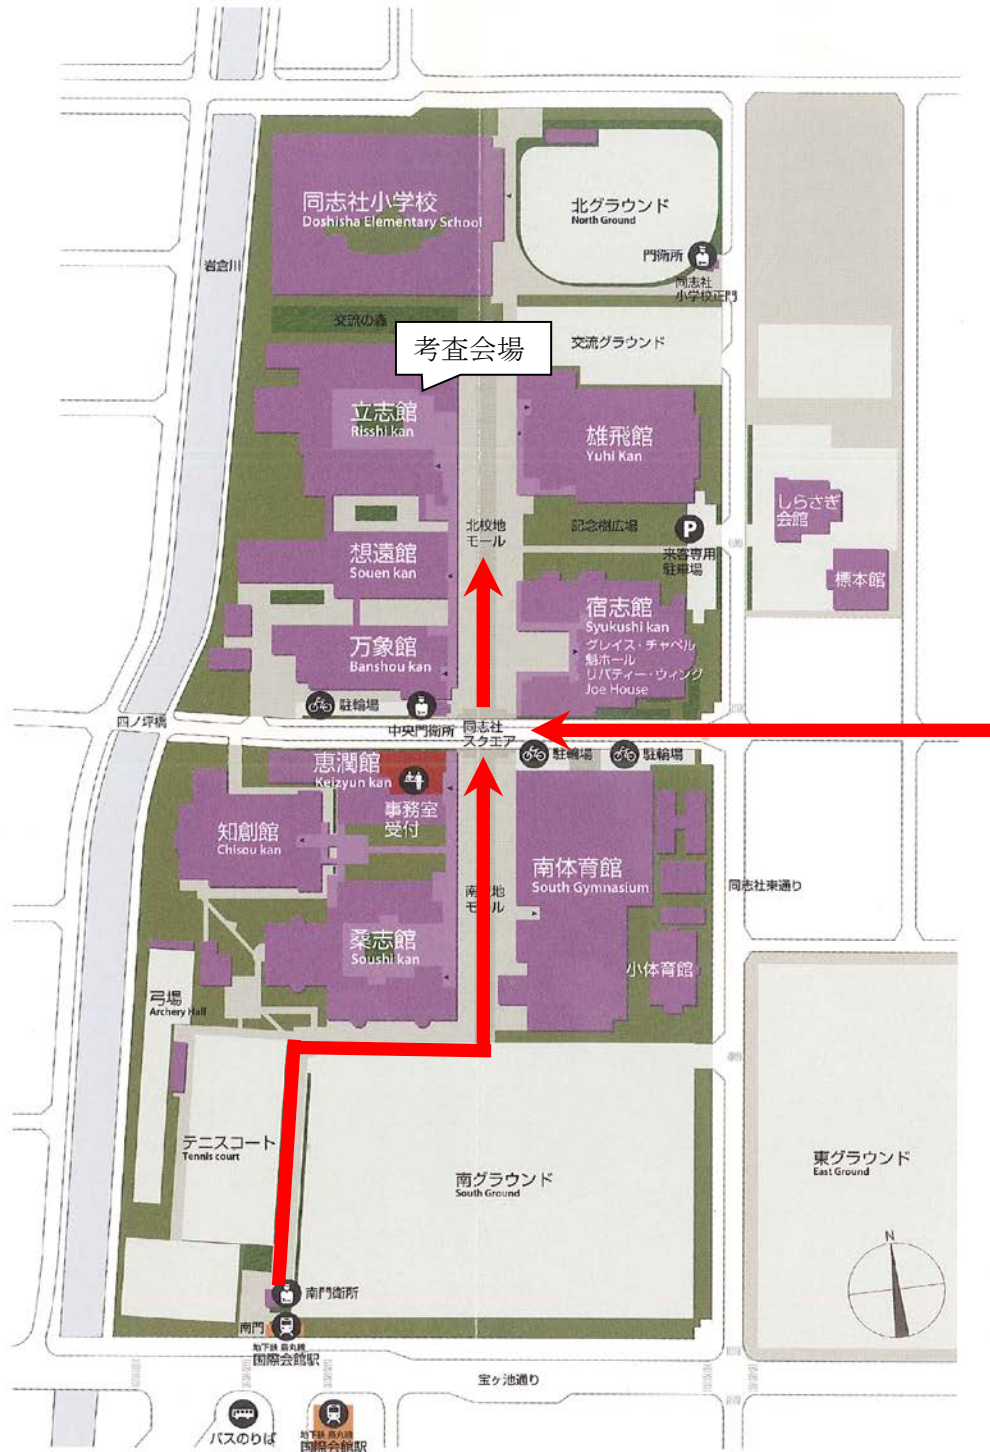 同志社小学校
Doshisha Elementary School
北グラウンド
North Ground
門衛所
同志社
小学校正門
岩倉川
交流の森
考査会場
交流グラウンド
立志館
Risshi kan
雄飛館
Yuhi Kan
しらさぎ
会館
北校地
モール
記念樹広場
P
来客専用
駐車場
想遠館
Souen kan
標本館
宿志館
Syukushi kan
グレイス・チャペル
魁ホール
リバティー・ウィング
Joe House
万象館
Banshou kan
駐輪場
四ノ坪橋
中央門衛所
同志社
スクエア
駐輪場
駐輪場
恵潤館
Keizyun kan
事務室
受付
知創館
Chisou kan
南体育館
South Gymnasium
同志社東通り
南校地
モール
桑志館
Soushi kan
小体育館
弓場
Archery Hall
テニスコート
Tennis court
南グラウンド
South Ground
東グラウンド
East Ground
N
南門衛所
南門
地下鉄 烏丸線
国際会館駅
宝ヶ池通り
バスのりば
地下鉄 烏丸線
国際会館駅